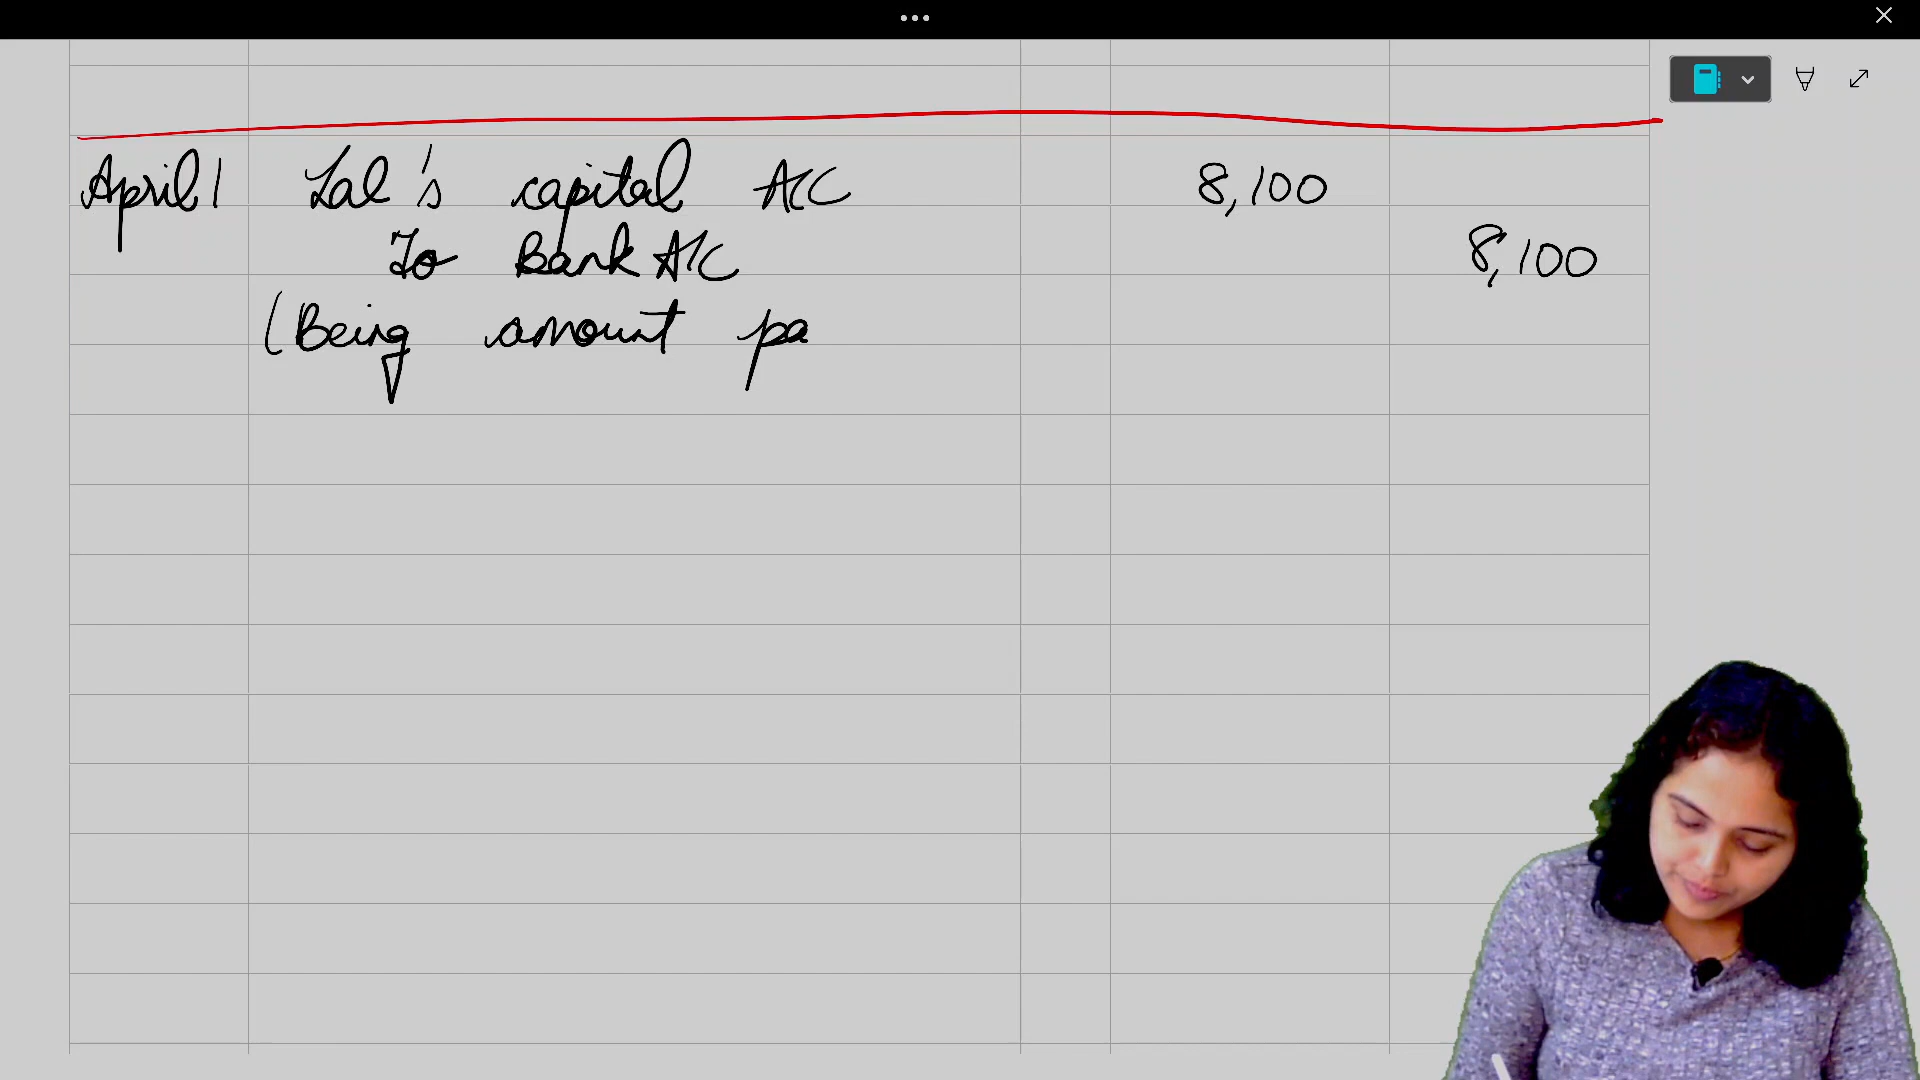 April 1 Lal's capital A/C 8,100
To Bank A/C 8,100
(Being amount pa